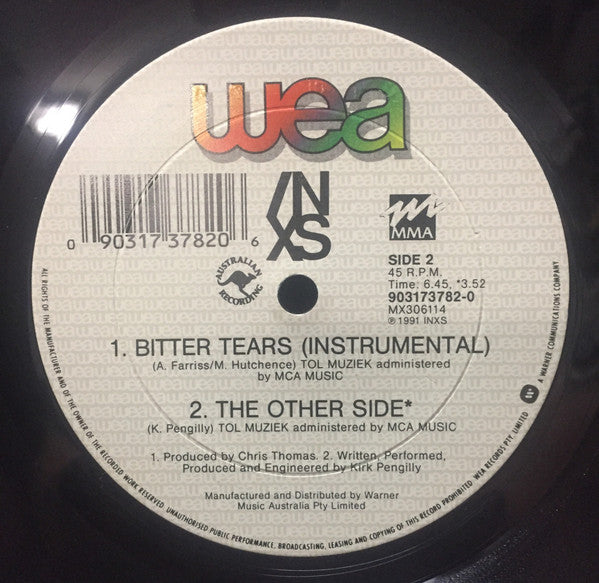 wea
INXS
MMA
0 90317 37820 6
AUSTRALIAN RECORDING
SIDE 2
45 R.P.M.
Time: 6.45, *3.52
903173782-0
MX306114
℗ 1991 INXS
1. BITTER TEARS (INSTRUMENTAL)
(A. Farriss/M. Hutchence) TOL MUZIEK administered
by MCA MUSIC
2. THE OTHER SIDE*
(K. Pengilly) TOL MUZIEK administered by MCA MUSIC
1. Produced by Chris Thomas. 2. Written, Performed,
Produced and Engineered by Kirk Pengilly
Manufactured and Distributed by Warner
Music Australia Pty Limited
ALL RIGHTS OF THE MANUFACTURER AND OF THE OWNER OF THE RECORDED WORK RESERVED. UNAUTHORISED PUBLIC PERFORMANCE, BROADCASTING, LEASING AND COPYING OF THIS RECORD PROHIBITED. WEA RECORDS PTY. LIMITED. A WARNER COMMUNICATIONS COMPANY